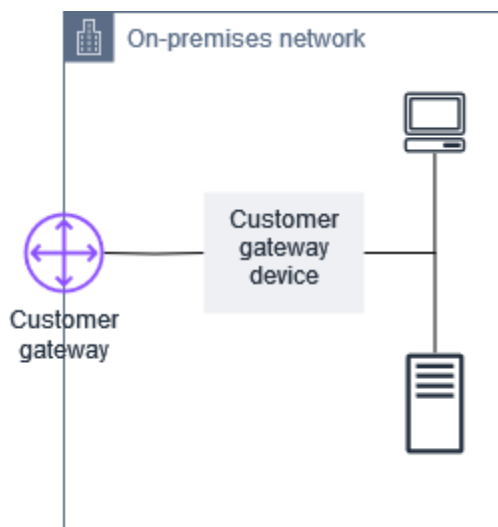 On-premises network
Customer
gateway
device
Customer
gateway